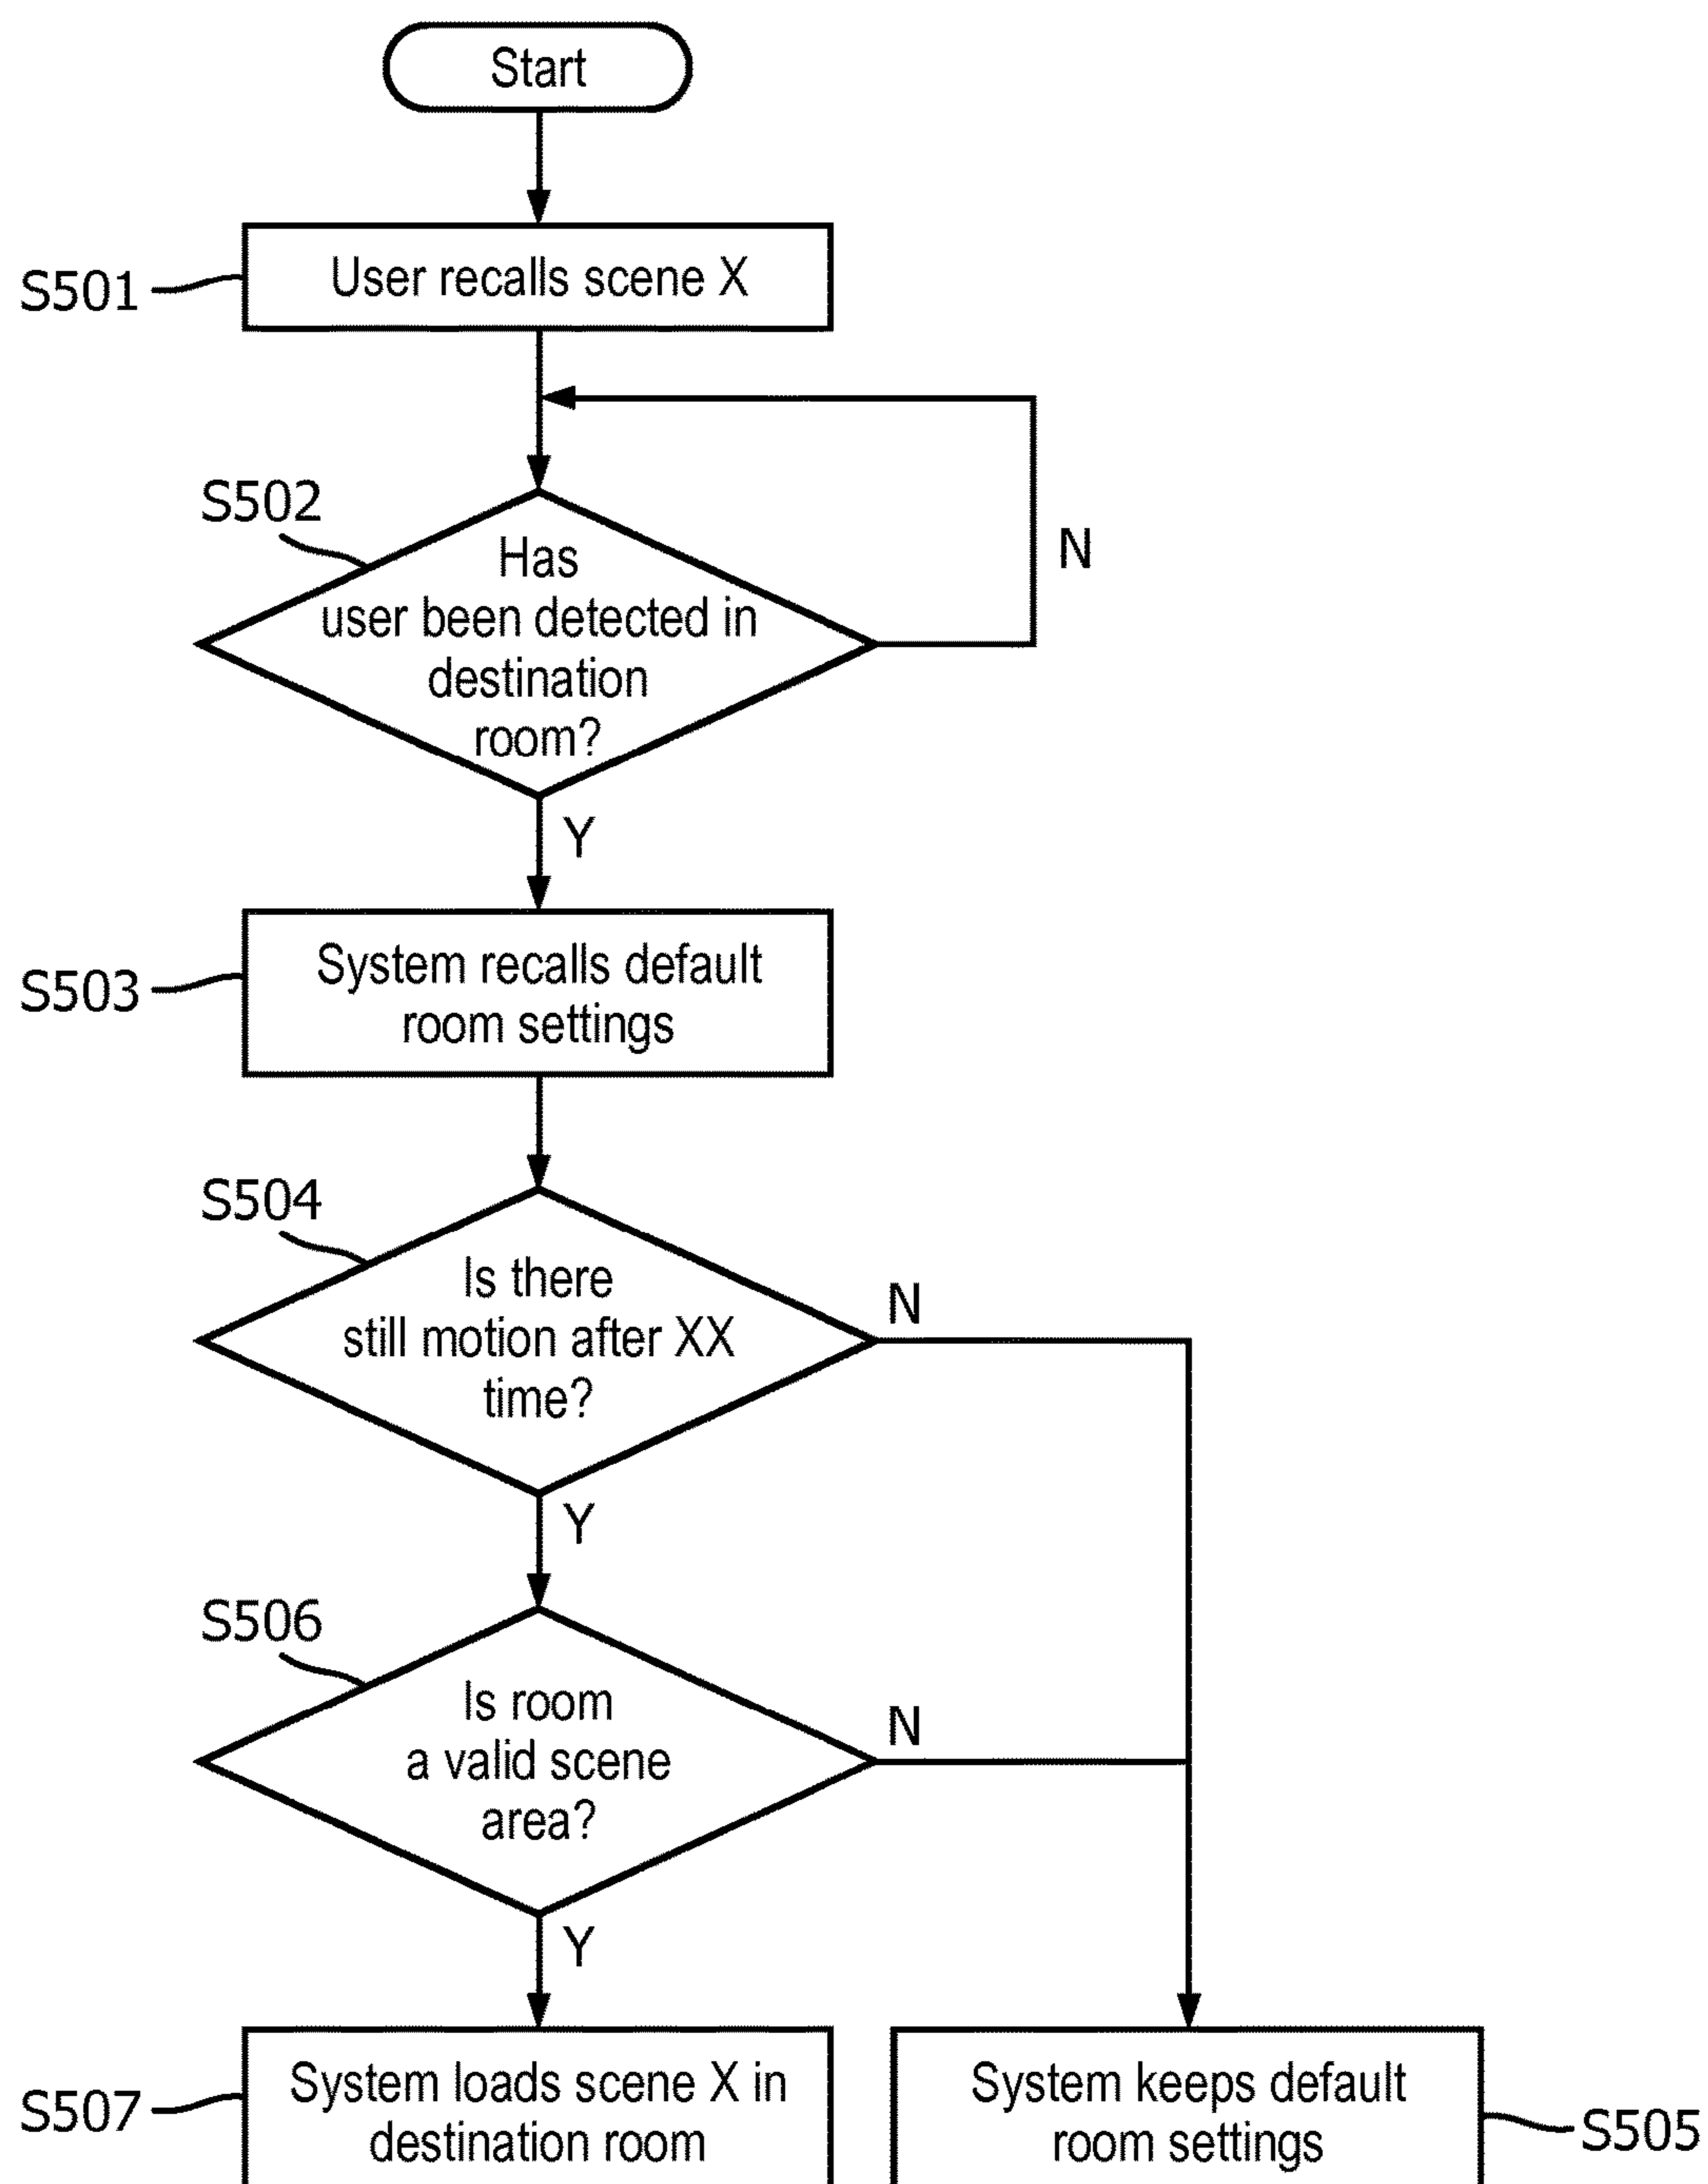 Start
S501
User recalls scene X
S502
Has
user been detected in
destination
room?
N
Y
S503
System recalls default
room settings
S504
Is there
still motion after XX
time?
N
Y
S506
Is room
a valid scene
area?
N
Y
S507
System loads scene X in
destination room
System keeps default
room settings
S505